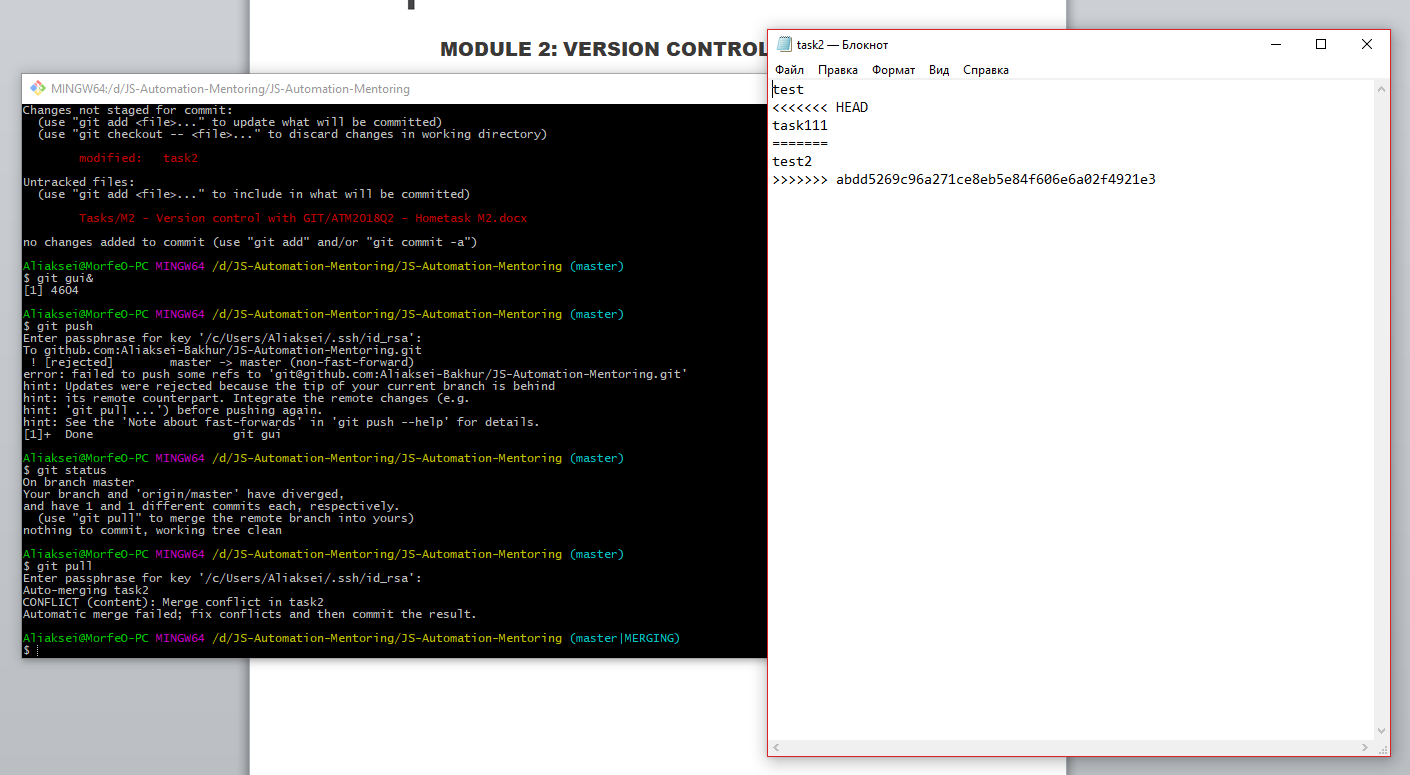 MODULE 2: VERSION CONTROL
MINGW64:/d/JS-Automation-Mentoring/JS-Automation-Mentoring
Changes not staged for commit:
  (use "git add <file>..." to update what will be committed)
  (use "git checkout -- <file>..." to discard changes in working directory)
        modified:   task2
Untracked files:
  (use "git add <file>..." to include in what will be committed)
        Tasks/M2 - Version control with GIT/ATM2018Q2 - Hometask M2.docx
no changes added to commit (use "git add" and/or "git commit -a")
Aliaksei@MorfeO-PC MINGW64 /d/JS-Automation-Mentoring/JS-Automation-Mentoring (master)
$ git gui&
[1] 4604
Aliaksei@MorfeO-PC MINGW64 /d/JS-Automation-Mentoring/JS-Automation-Mentoring (master)
$ git push
Enter passphrase for key '/c/Users/Aliaksei/.ssh/id_rsa':
To github.com:Aliaksei-Bakhur/JS-Automation-Mentoring.git
 ! [rejected]        master -> master (non-fast-forward)
error: failed to push some refs to 'git@github.com:Aliaksei-Bakhur/JS-Automation-Mentoring.git'
hint: Updates were rejected because the tip of your current branch is behind
hint: its remote counterpart. Integrate the remote changes (e.g.
hint: 'git pull ...') before pushing again.
hint: See the 'Note about fast-forwards' in 'git push --help' for details.
[1]+  Done                    git gui
Aliaksei@MorfeO-PC MINGW64 /d/JS-Automation-Mentoring/JS-Automation-Mentoring (master)
$ git status
On branch master
Your branch and 'origin/master' have diverged,
and have 1 and 1 different commits each, respectively.
  (use "git pull" to merge the remote branch into yours)
nothing to commit, working tree clean
Aliaksei@MorfeO-PC MINGW64 /d/JS-Automation-Mentoring/JS-Automation-Mentoring (master)
$ git pull
Enter passphrase for key '/c/Users/Aliaksei/.ssh/id_rsa':
Auto-merging task2
CONFLICT (content): Merge conflict in task2
Automatic merge failed; fix conflicts and then commit the result.
Aliaksei@MorfeO-PC MINGW64 /d/JS-Automation-Mentoring/JS-Automation-Mentoring (master|MERGING)
$
task2 — Блокнот
Файл Правка Формат Вид Справка
test
<<<<<<< HEAD
task111
=======
test2
>>>>>>> abdd5269c96a271ce8eb5e84f606e6a02f4921e3